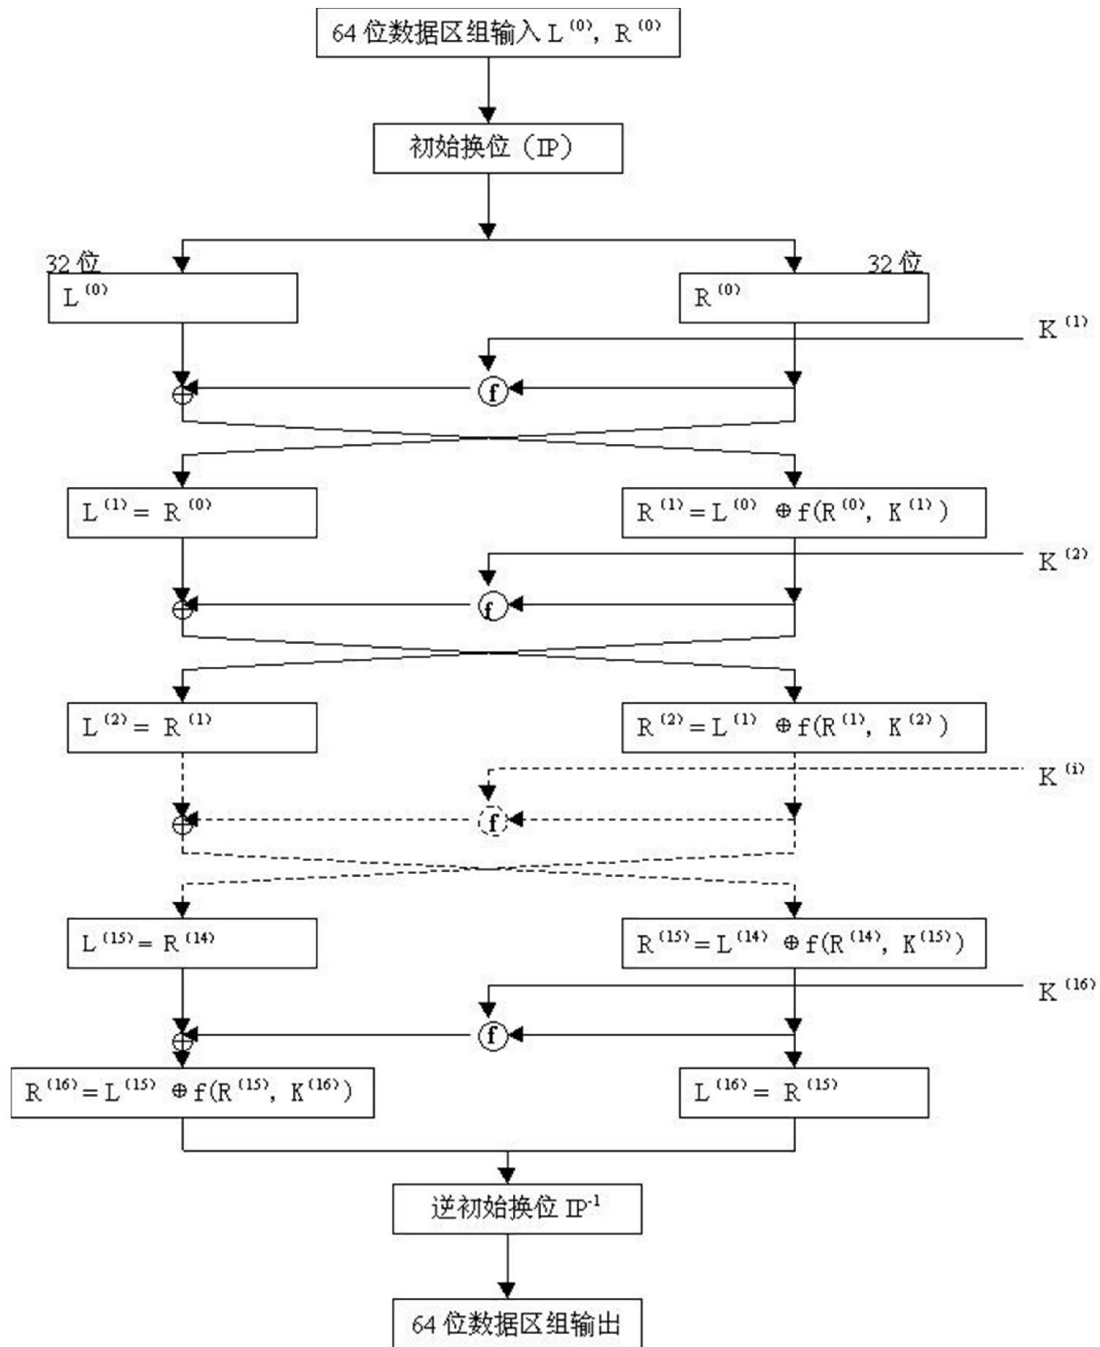 64 位数据区组输入 L⁽⁰⁾, R⁽⁰⁾
初始换位（IP）
32 位
32 位
L⁽⁰⁾
R⁽⁰⁾
K⁽¹⁾
f
L⁽¹⁾= R⁽⁰⁾
R⁽¹⁾=L⁽⁰⁾ ⊕f(R⁽⁰⁾, K⁽¹⁾)
K⁽²⁾
f
L⁽²⁾= R⁽¹⁾
R⁽²⁾=L⁽¹⁾ ⊕f(R⁽¹⁾, K⁽²⁾)
K⁽ⁱ⁾
f
L⁽¹⁵⁾= R⁽¹⁴⁾
R⁽¹⁵⁾=L⁽¹⁴⁾ ⊕f(R⁽¹⁴⁾, K⁽¹⁵⁾)
K⁽¹⁶⁾
f
R⁽¹⁶⁾=L⁽¹⁵⁾ ⊕f(R⁽¹⁵⁾, K⁽¹⁶⁾)
L⁽¹⁶⁾= R⁽¹⁵⁾
逆初始换位 IP⁻¹
64 位数据区组输出